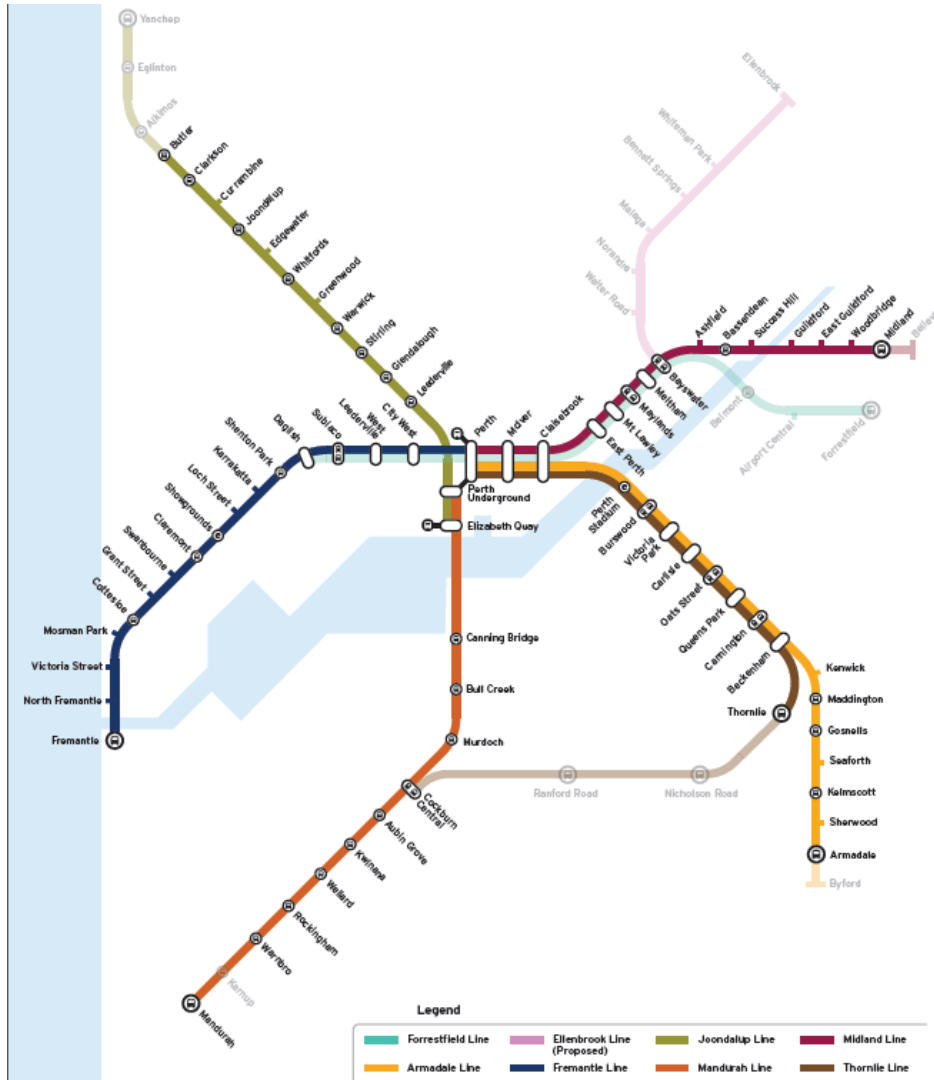 Yanchep
Eglinton
Alkimos
Butler
Clarkson
Currambine
Joondalup
Edgewater
Whitfords
Greenwood
Warwick
Stirling
Glendalough
Leederville
Ellenbrook
Whiteman Park
Bennett Springs
Malaga
Noranda
Walter Road
Ashfield
Bassendean
Success Hill
Guildford
East Guildford
Woodbridge
Midland
Bayswater
Meltham
Maylands
Mt Lawley
East Perth
Claisebrook
McIver
Perth
City West
West
Leederville
Subiaco
Daglish
Shenton Park
Karrakatta
Loch Street
Showgrounds
Claremont
Swanbourne
Grant Street
Cottesloe
Mosman Park
Victoria Street
North Fremantle
Fremantle
Belmont
Airport Central
Forrestfield
Perth
Underground
Elizabeth Quay
Perth
Stadium
Burswood
Victoria
Park
Carlisle
Oats Street
Queens Park
Cannington
Beckenham
Thornlie
Kenwick
Maddington
Gosnells
Seaforth
Kelmscott
Sherwood
Armadale
Byford
Canning Bridge
Bull Creek
Murdoch
Cockburn
Central
Ranford Road
Nicholson Road
Aubin Grove
Kwinana
Wellard
Rockingham
Warnbro
Karnup
Mandurah
Legend
Forrestfield Line
Ellenbrook Line
(Proposed)
Joondalup Line
Midland Line
Armadale Line
Fremantle Line
Mandurah Line
Thornlie Line